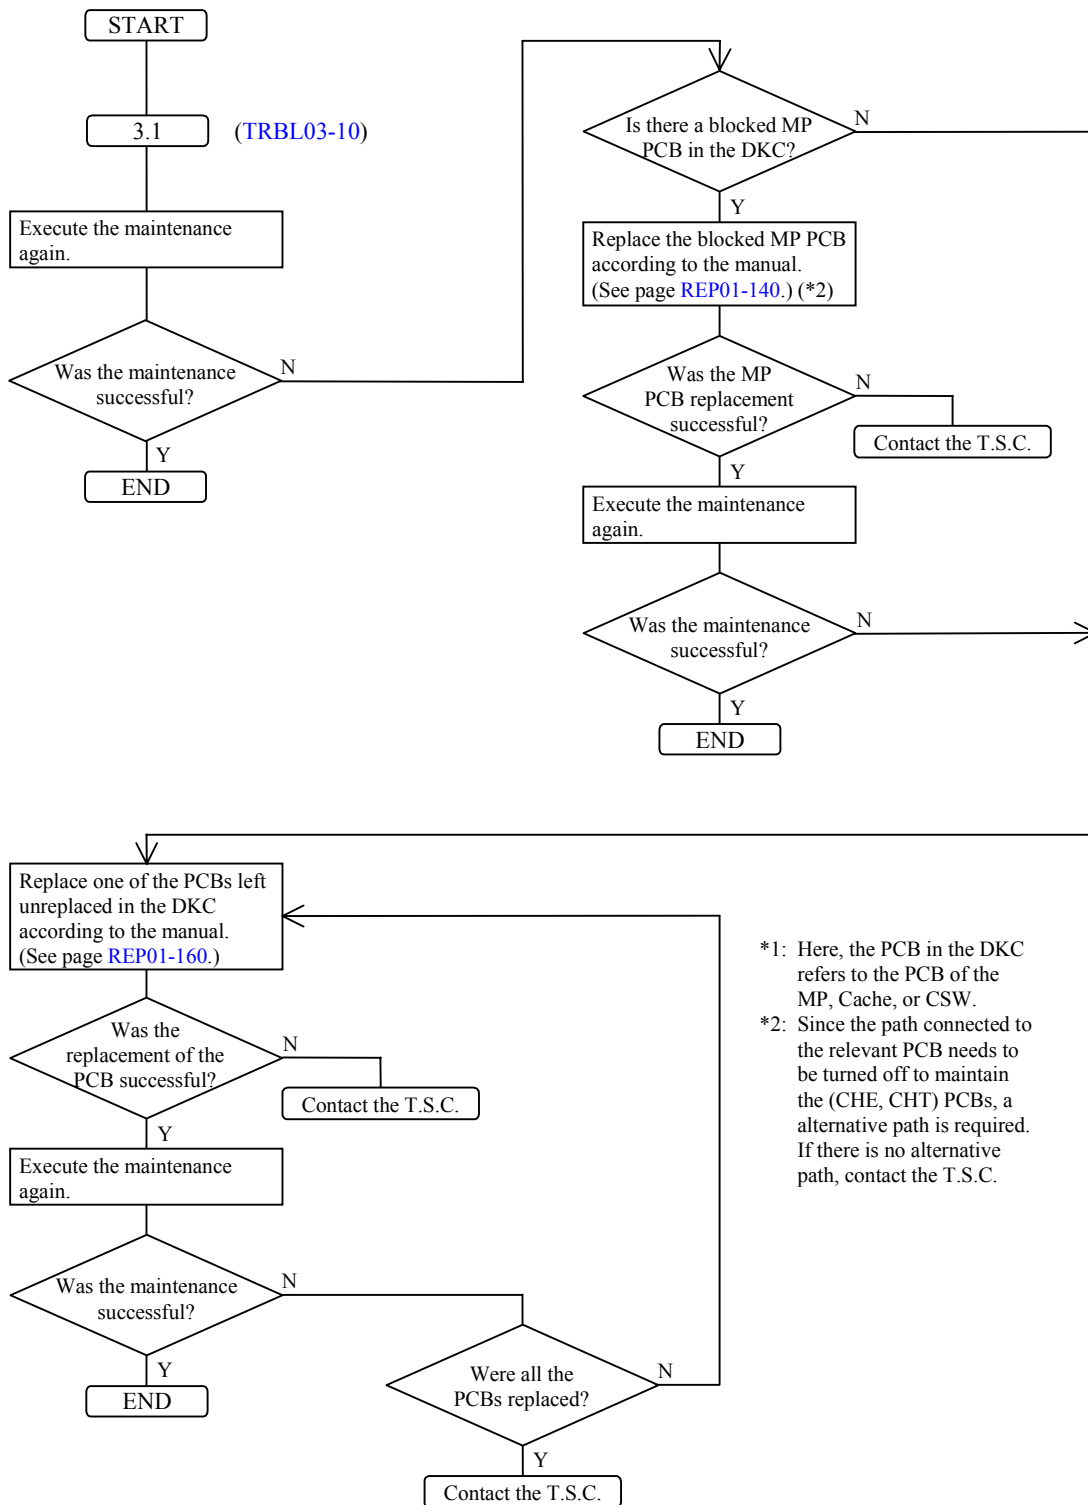 START
3.1
(TRBL03-10)
Execute the maintenance
again.
Was the maintenance
successful?
N
Y
END
Is there a blocked MP
PCB in the DKC?
N
Y
Replace the blocked MP PCB
according to the manual.
(See page REP01-140.) (*2)
Was the MP
PCB replacement
successful?
N
Contact the T.S.C.
Y
Execute the maintenance
again.
Was the maintenance
successful?
N
Y
END
Replace one of the PCBs left
unreplaced in the DKC
according to the manual.
(See page REP01-160.)
Was the
replacement of the
PCB successful?
N
Contact the T.S.C.
Y
Execute the maintenance
again.
Was the maintenance
successful?
N
Y
END
Were all the
PCBs replaced?
N
Y
Contact the T.S.C.
*1: Here, the PCB in the DKC
refers to the PCB of the
MP, Cache, or CSW.
*2: Since the path connected to
the relevant PCB needs to
be turned off to maintain
the (CHE, CHT) PCBs, a
alternative path is required.
If there is no alternative
path, contact the T.S.C.